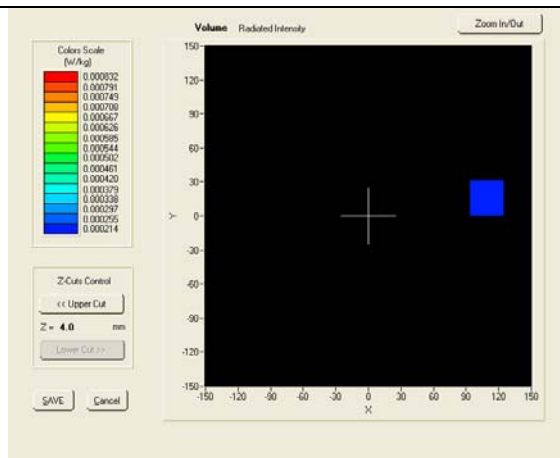 Volume Radiated Intensity
Zoom In/Out
Colors Scale
(W/kg)
0.000832
0.000791
0.000749
0.000708
0.000667
0.000626
0.000585
0.000544
0.000502
0.000461
0.000420
0.000379
0.000338
0.000297
0.000255
0.000214
Z-Cuts Control
<< Upper Cut
Z = 4.0 mm
Lower Cut >>
SAVE Cancel
150
120
90
60
30
0
-30
-60
-90
-120
-150
Y
-150 -120 -90 -60 -30 0 30 60 90 120 150
X